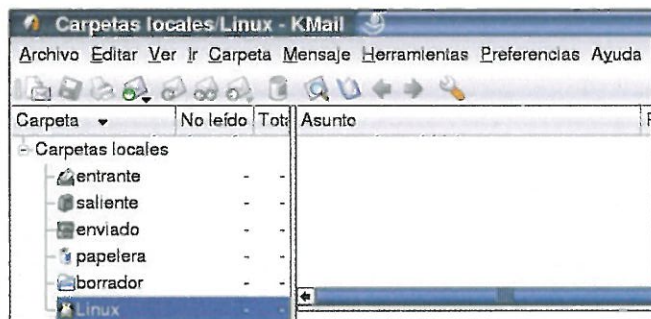 Carpetas locales/Linux - KMail
Archivo Editar Ver Ir Carpeta Mensaje Herramientas Preferencias Ayuda
Carpeta No leído Tota Asunto
Carpetas locales
entrante - -
saliente - -
enviado - -
papelera - -
borrador - -
Linux - -